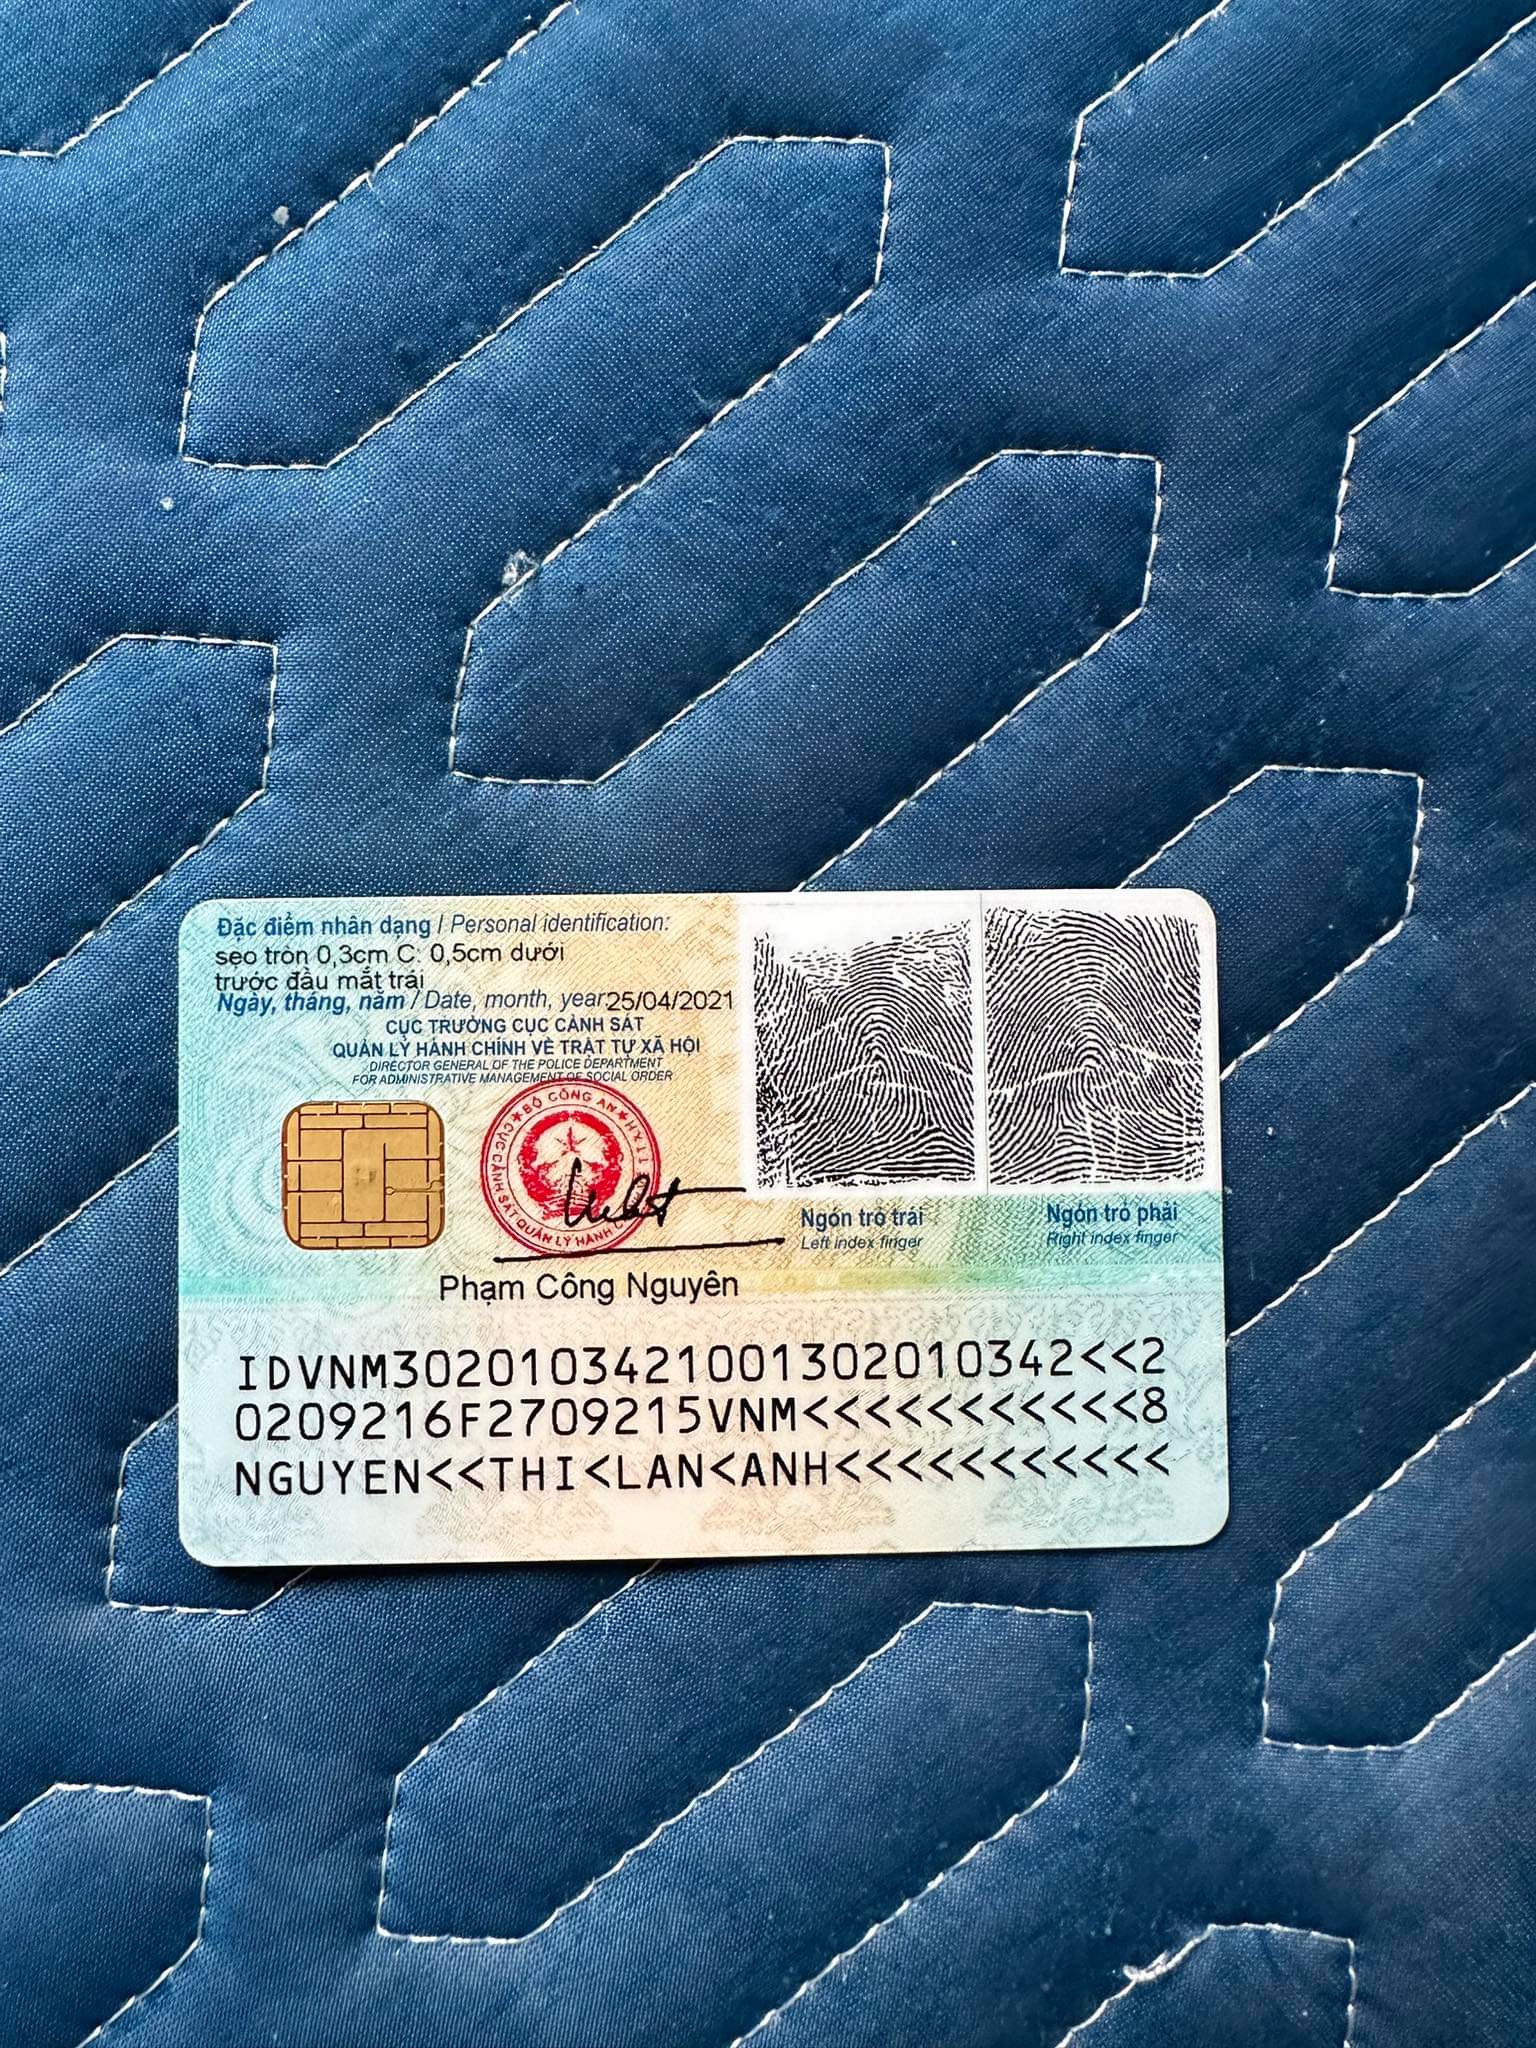 Đặc điểm nhân dạng / Personal identification:
sẹo tròn 0,3cm C: 0,5cm dưới
trước đầu mắt trái
Ngày, tháng, năm / Date, month, year: 25/04/2021
CỤC TRƯỞNG CỤC CẢNH SÁT
QUẢN LÝ HÀNH CHÍNH VỀ TRẬT TỰ XÃ HỘI
DIRECTOR GENERAL OF THE POLICE DEPARTMENT
FOR ADMINISTRATIVE MANAGEMENT OF SOCIAL ORDER
BỘ CÔNG AN
CỤC CẢNH SÁT QUẢN LÝ HÀNH
Ngón trỏ trái
Left index finger
Ngón trỏ phải
Right index finger
Phạm Công Nguyên
IDVNM3020103421001302010342<<2
0209216F2709215VNM<<<<<<<<<<<8
NGUYEN<<THI<LAN<ANH<<<<<<<<<<<